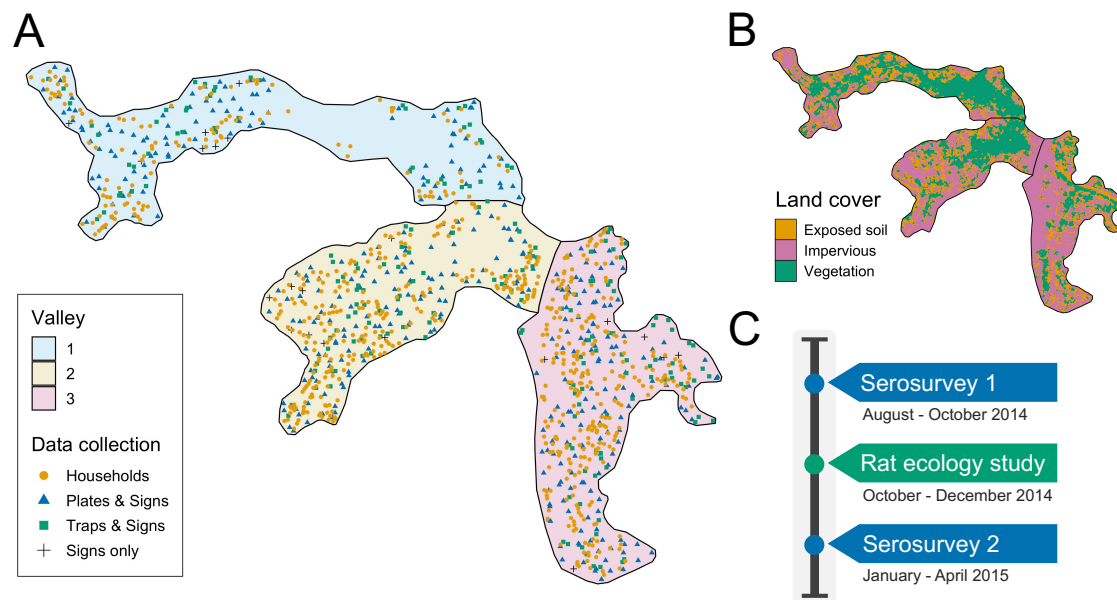 A
B
Land cover
Exposed soil
Impervious
Vegetation
Valley
1
2
3
Data collection
Households
Plates & Signs
Traps & Signs
Signs only
C
Serosurvey 1
August - October 2014
Rat ecology study
October - December 2014
Serosurvey 2
January - April 2015